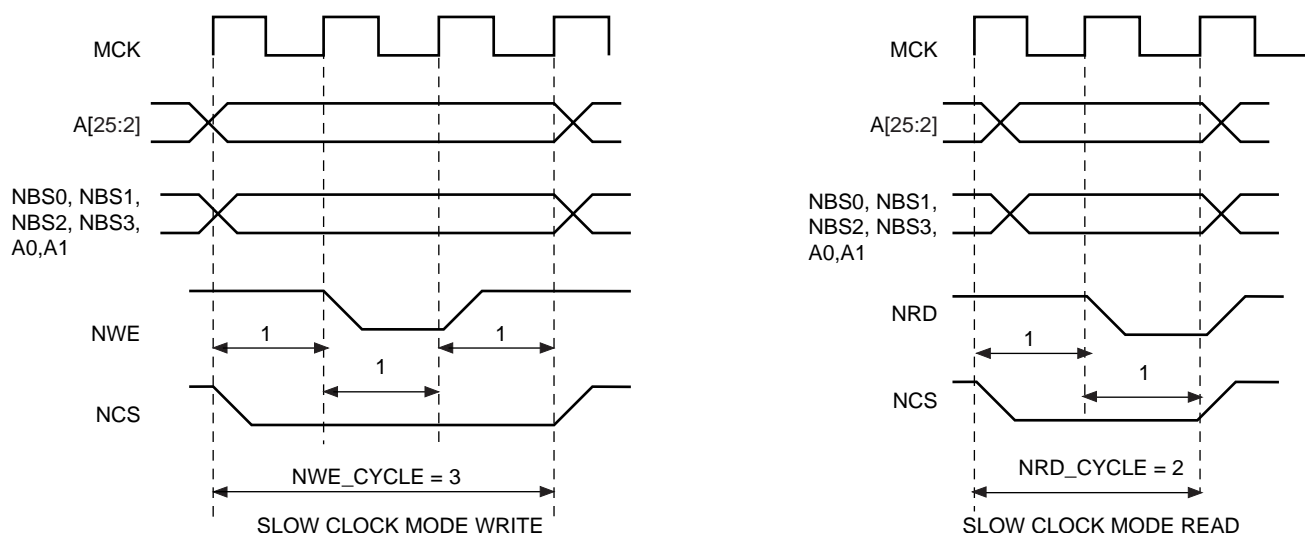 MCK
A[25:2]
NBS0, NBS1,
NBS2, NBS3,
A0,A1
NWE
1
1
1
NCS
NWE_CYCLE = 3
SLOW CLOCK MODE WRITE
MCK
A[25:2]
NBS0, NBS1,
NBS2, NBS3,
A0,A1
NRD
1
1
NCS
NRD_CYCLE = 2
SLOW CLOCK MODE READ